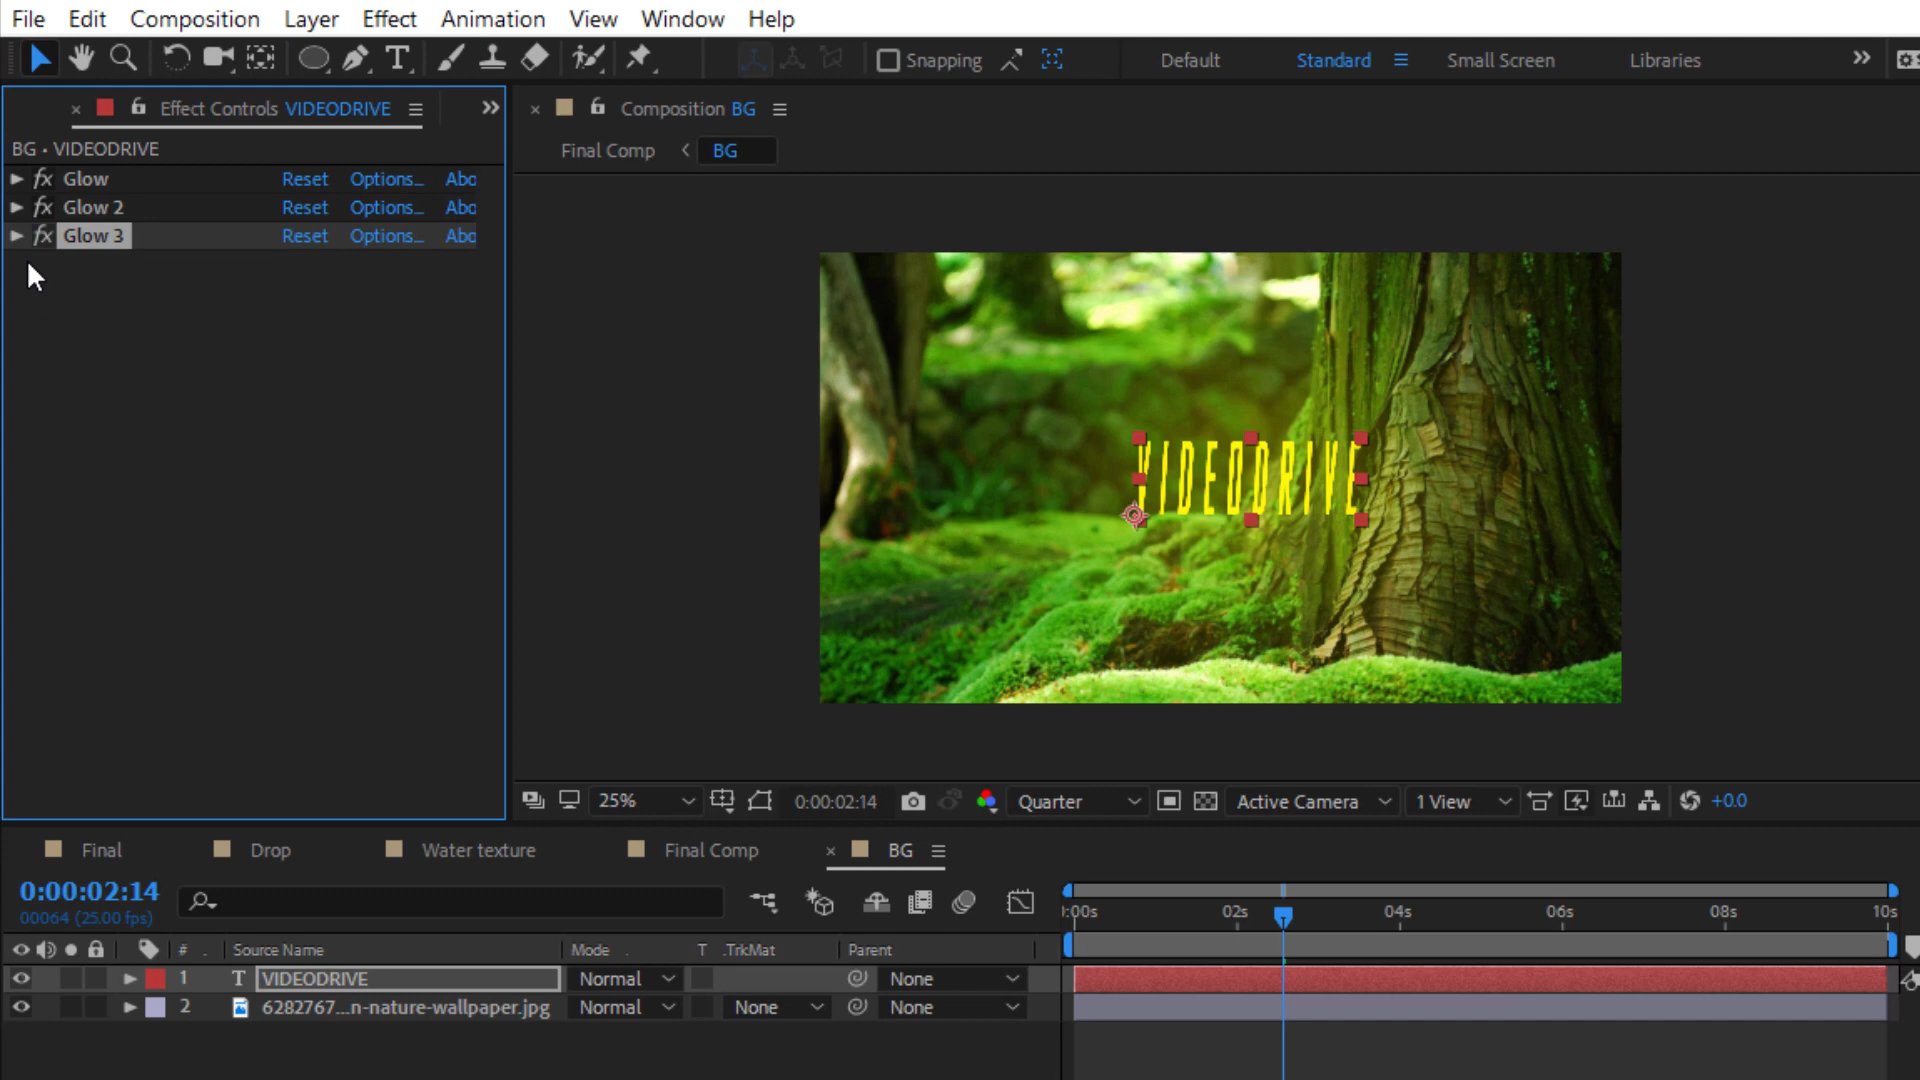 File Edit Composition Layer Effect Animation View Window Help
Snapping Default Standard Small Screen Libraries
Effect Controls VIDEODRIVE
Composition BG
BG • VIDEODRIVE
Final Comp BG
fx Glow Reset Options... Abo
fx Glow 2 Reset Options... Abo
fx Glow 3 Reset Options... Abo
VIDEODRIVE
25% 0:00:02:14 Quarter Active Camera 1 View +0.0
Final Drop Water texture Final Comp BG
0:00:02:14
00064 (25.00 fps)
:00s 02s 04s 06s 08s 10s
# Source Name Mode T .TrkMat Parent
1 T VIDEODRIVE Normal None
2 6282767...n-nature-wallpaper.jpg Normal None None